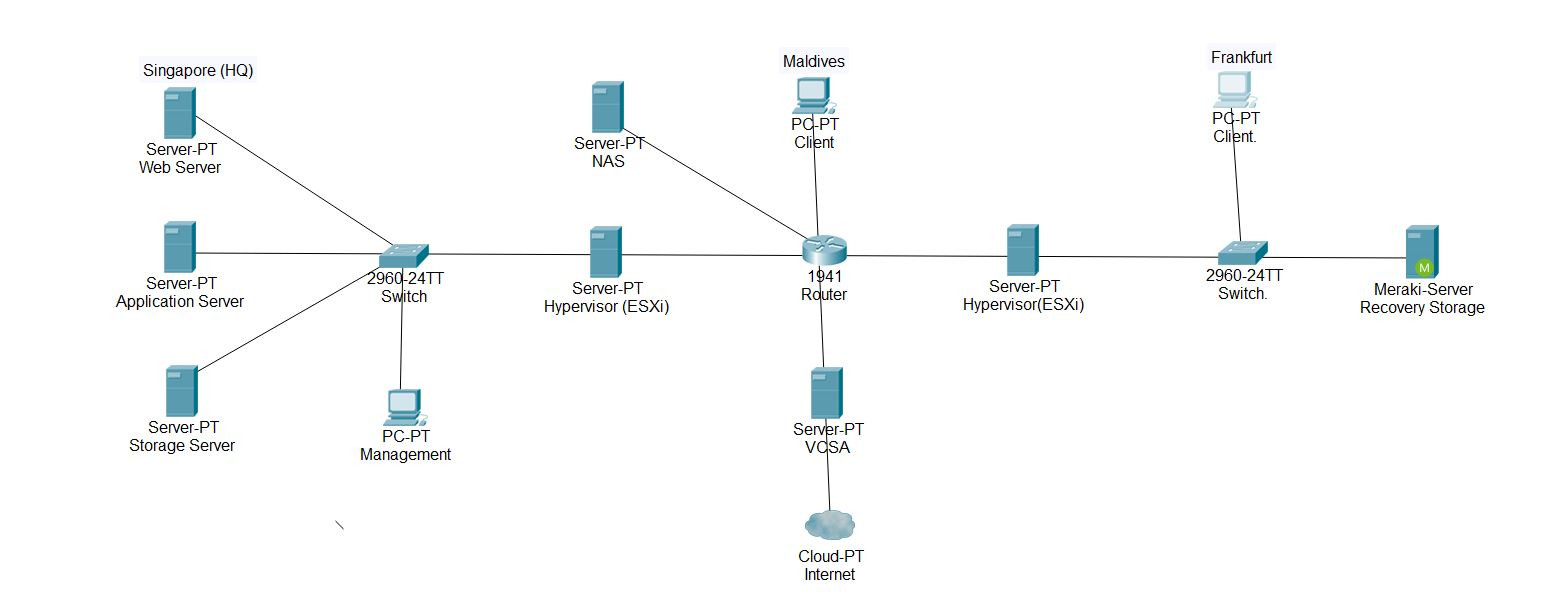 Singapore (HQ)
Server-PT
Web Server
Server-PT
Application Server
Server-PT
Storage Server
2960-24TT
Switch
PC-PT
Management
Server-PT
NAS
Server-PT
Hypervisor (ESXi)
Maldives
PC-PT
Client
1941
Router
Server-PT
VCSA
Cloud-PT
Internet
Server-PT
Hypervisor(ESXi)
Frankfurt
PC-PT
Client.
2960-24TT
Switch.
M
Meraki-Server
Recovery Storage